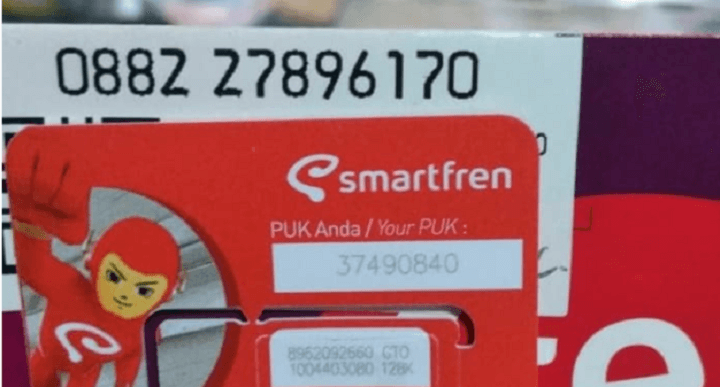 0882 27896170
smartfren
PUK Anda / Your PUK :
37490840
8962092660 CTO
1004403080 128K